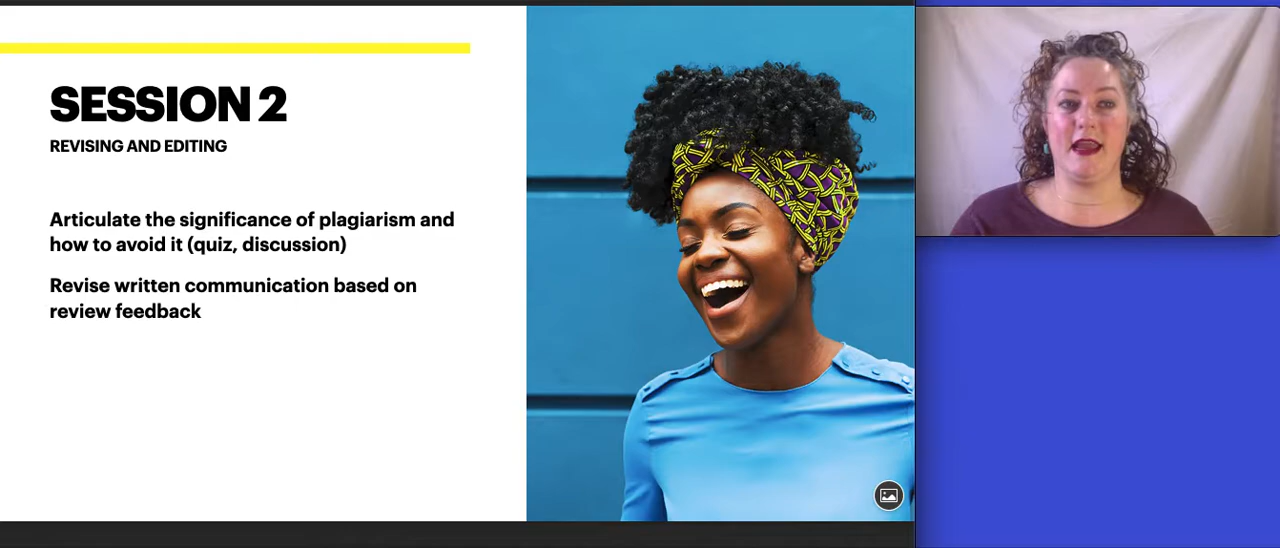 SESSION 2
REVISING AND EDITING
Articulate the significance of plagiarism and
how to avoid it (quiz, discussion)
Revise written communication based on
review feedback